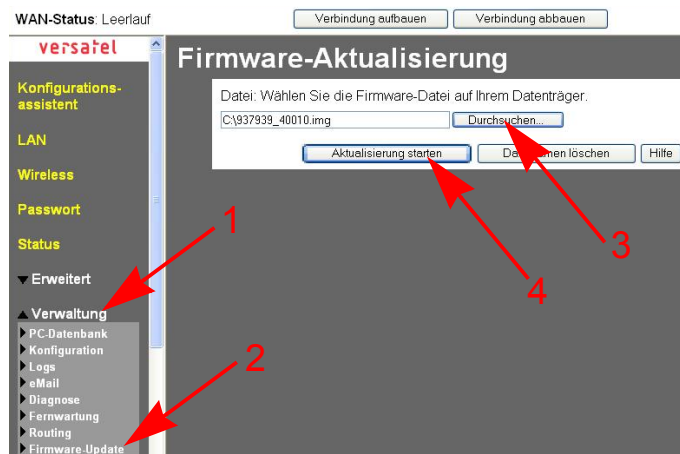 WAN-Status: Leerlauf
Verbindung aufbauen
Verbindung abbauen
versatel
Firmware-Aktualisierung
Konfigurations-
assistent
LAN
Wireless
Passwort
Status
Erweitert
Verwaltung
PC-Datenbank
Konfiguration
Logs
eMail
Diagnose
Fernwartung
Routing
Firmware-Update
Datei: Wählen Sie die Firmware-Datei auf Ihrem Datenträger.
C:\937939_40010.img
Durchsuchen...
Aktualisierung starten
löschen
Hilfe
1
2
3
4